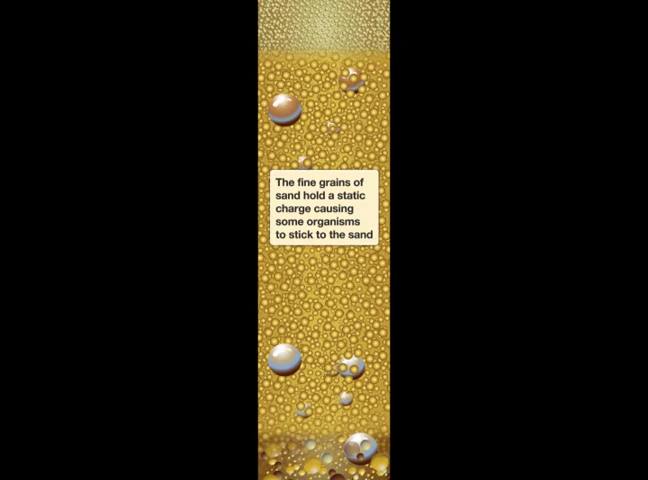 The fine grains of
sand hold a static
charge causing
some organisms
to stick to the sand